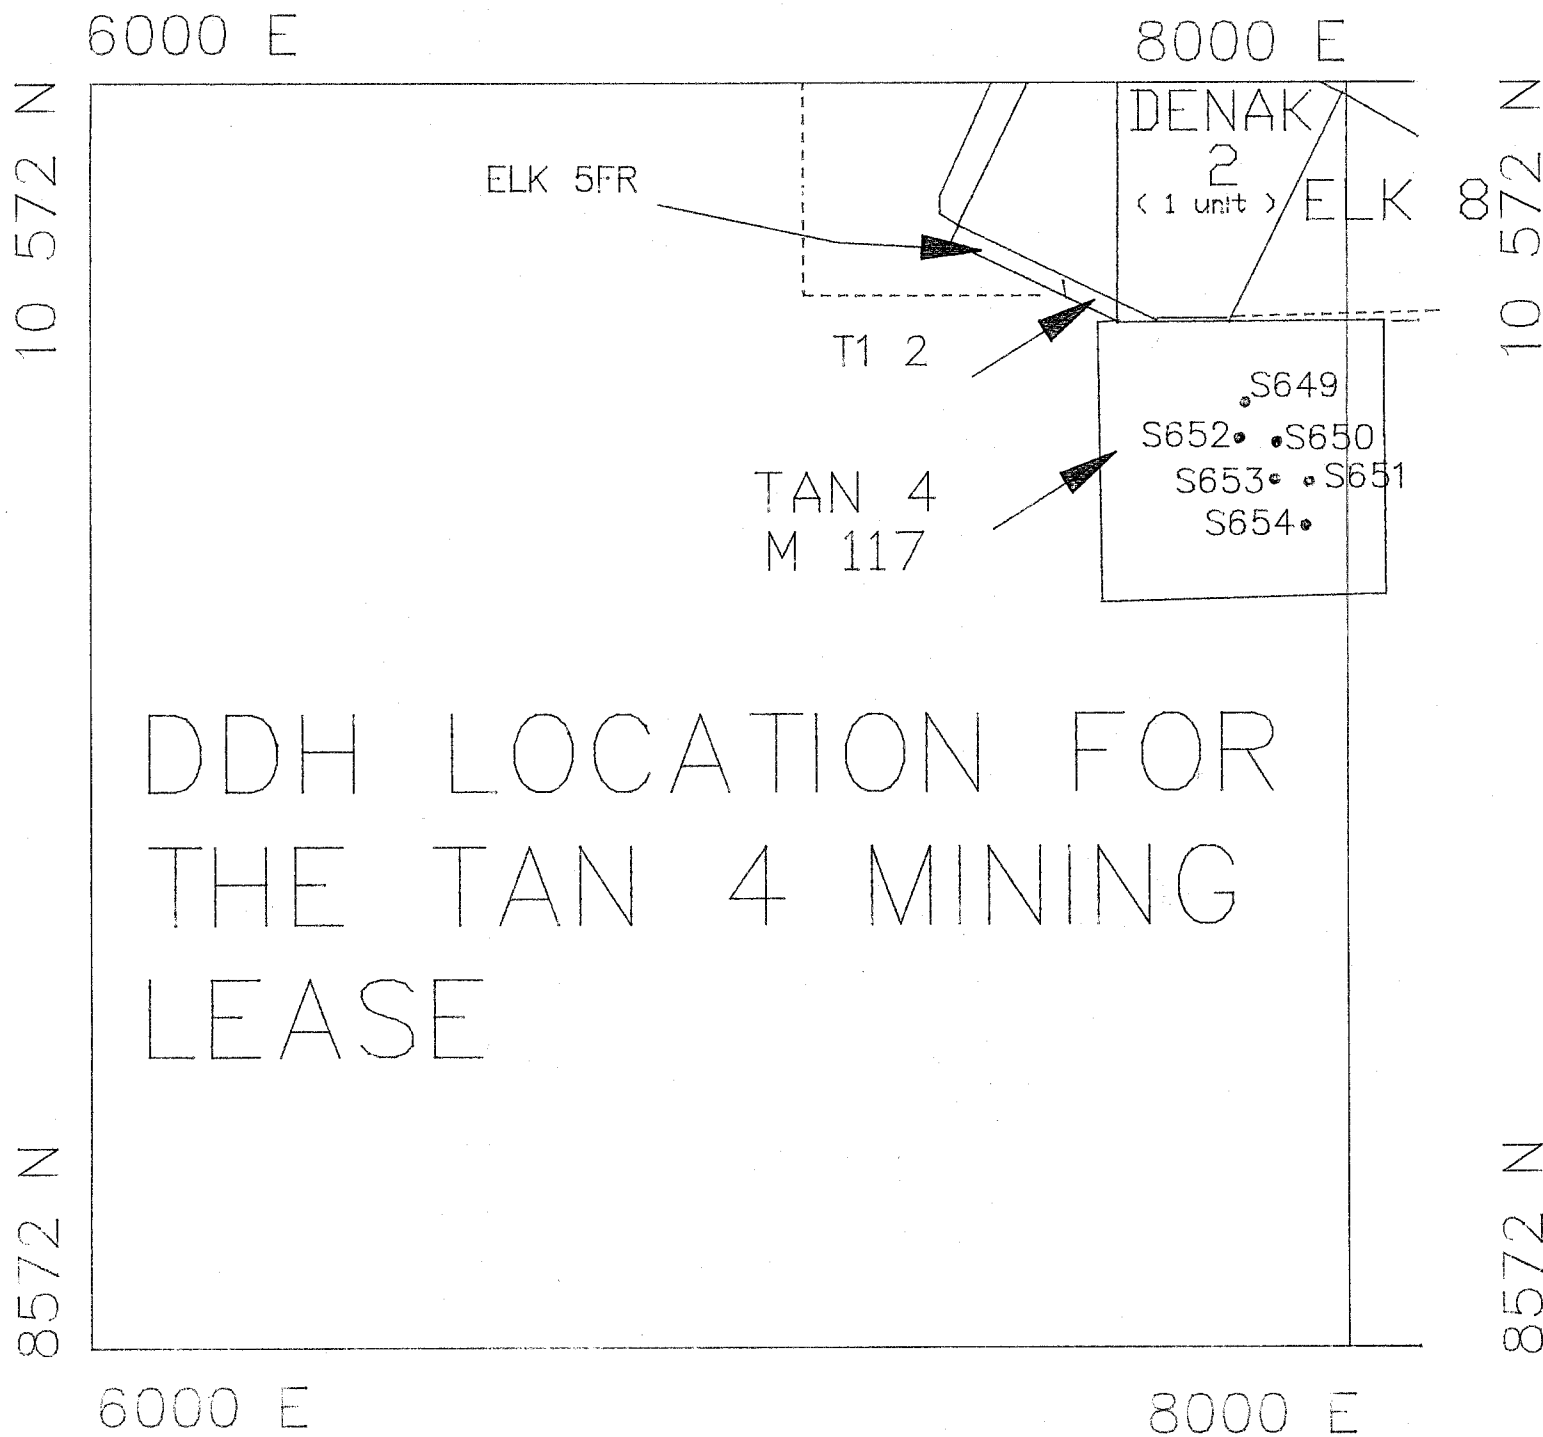 6000 E
8000 E
10 572 N
10 572 N
DENAK
2
( 1 unit )
ELK 8
ELK 5FR
T1 2
S649
S652
S650
S653
S651
S654
TAN 4
M 117
DDH LOCATION FOR
THE TAN 4 MINING
LEASE
8572 N
8572 N
6000 E
8000 E